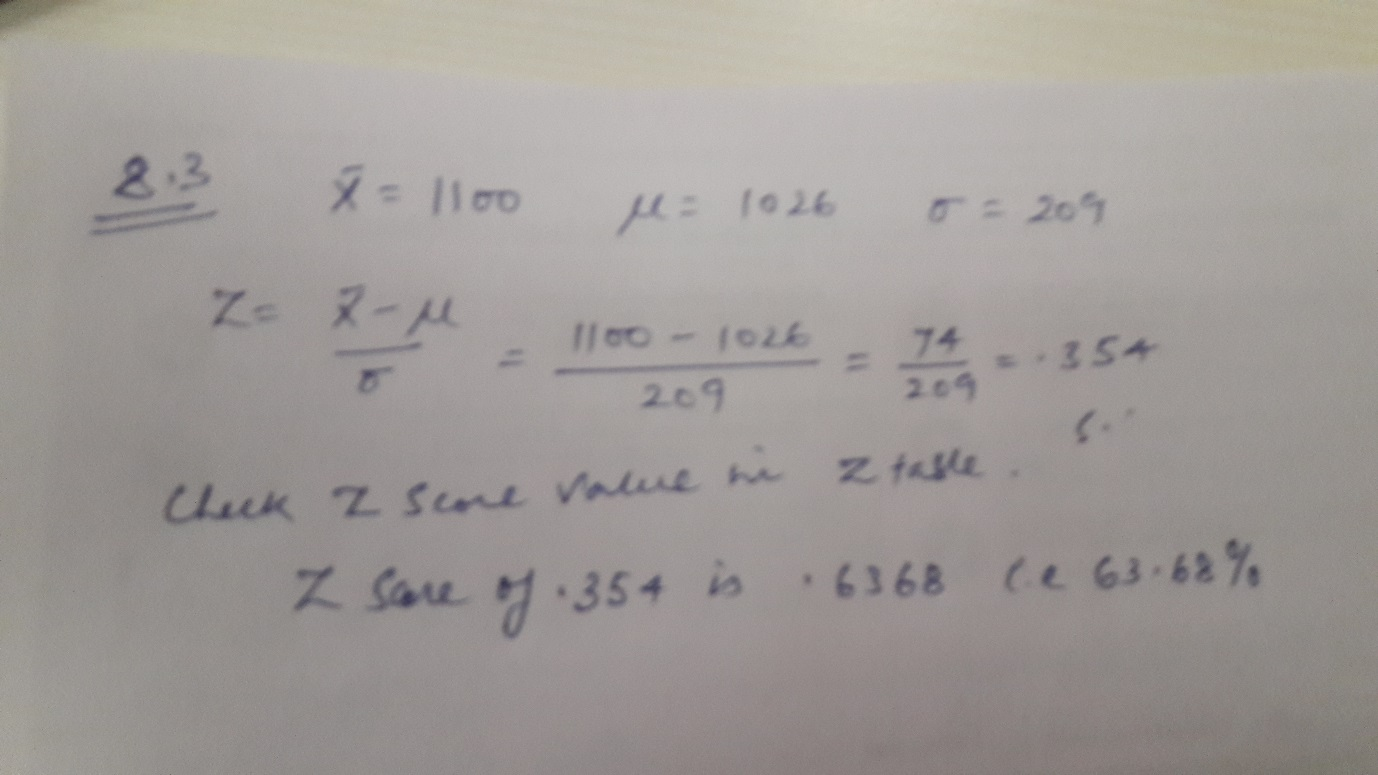 8.3 x̄ = 1100 μ = 1026 σ = 209
Z = x̄ - μ / σ = 1100 - 1026 / 209 = 74 / 209 = .354
Check Z Score value in Z table.
Z Score of .354 is .6368 i.e 63.68%